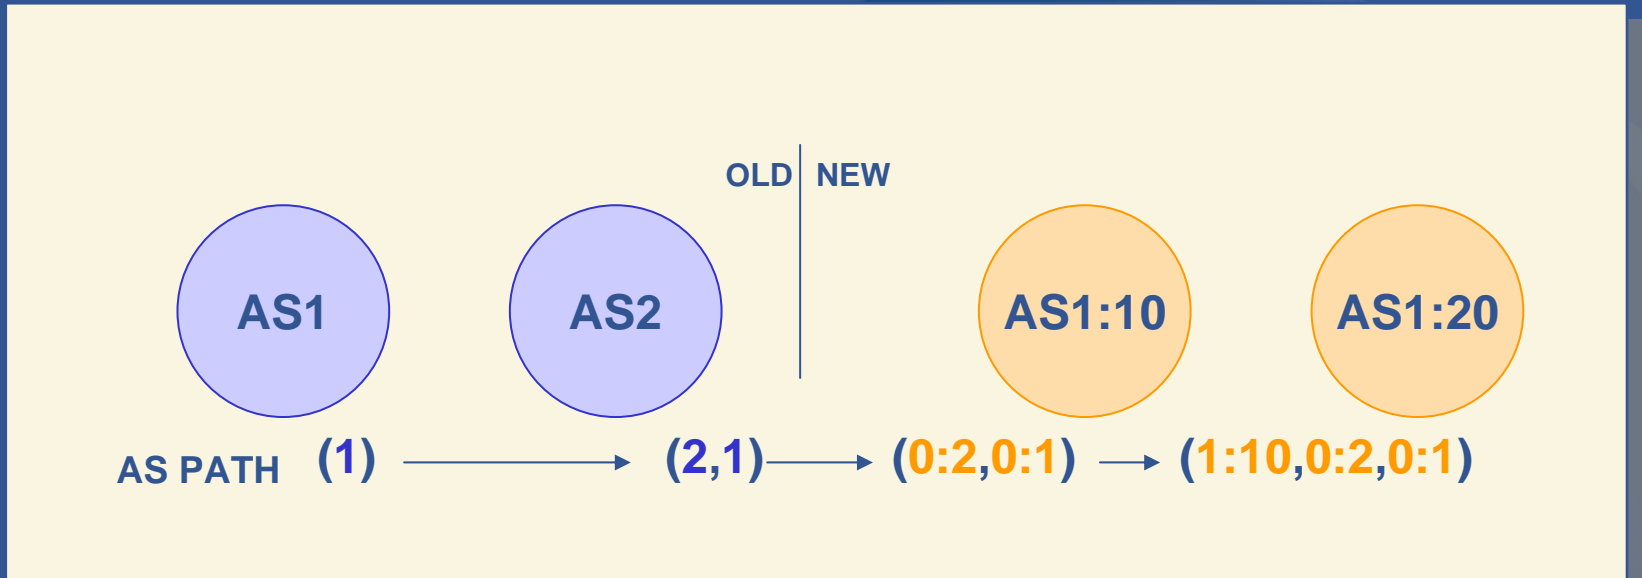 OLD NEW
AS1 AS2 AS1:10 AS1:20
AS PATH (1) (2,1) (0:2,0:1) (1:10,0:2,0:1)